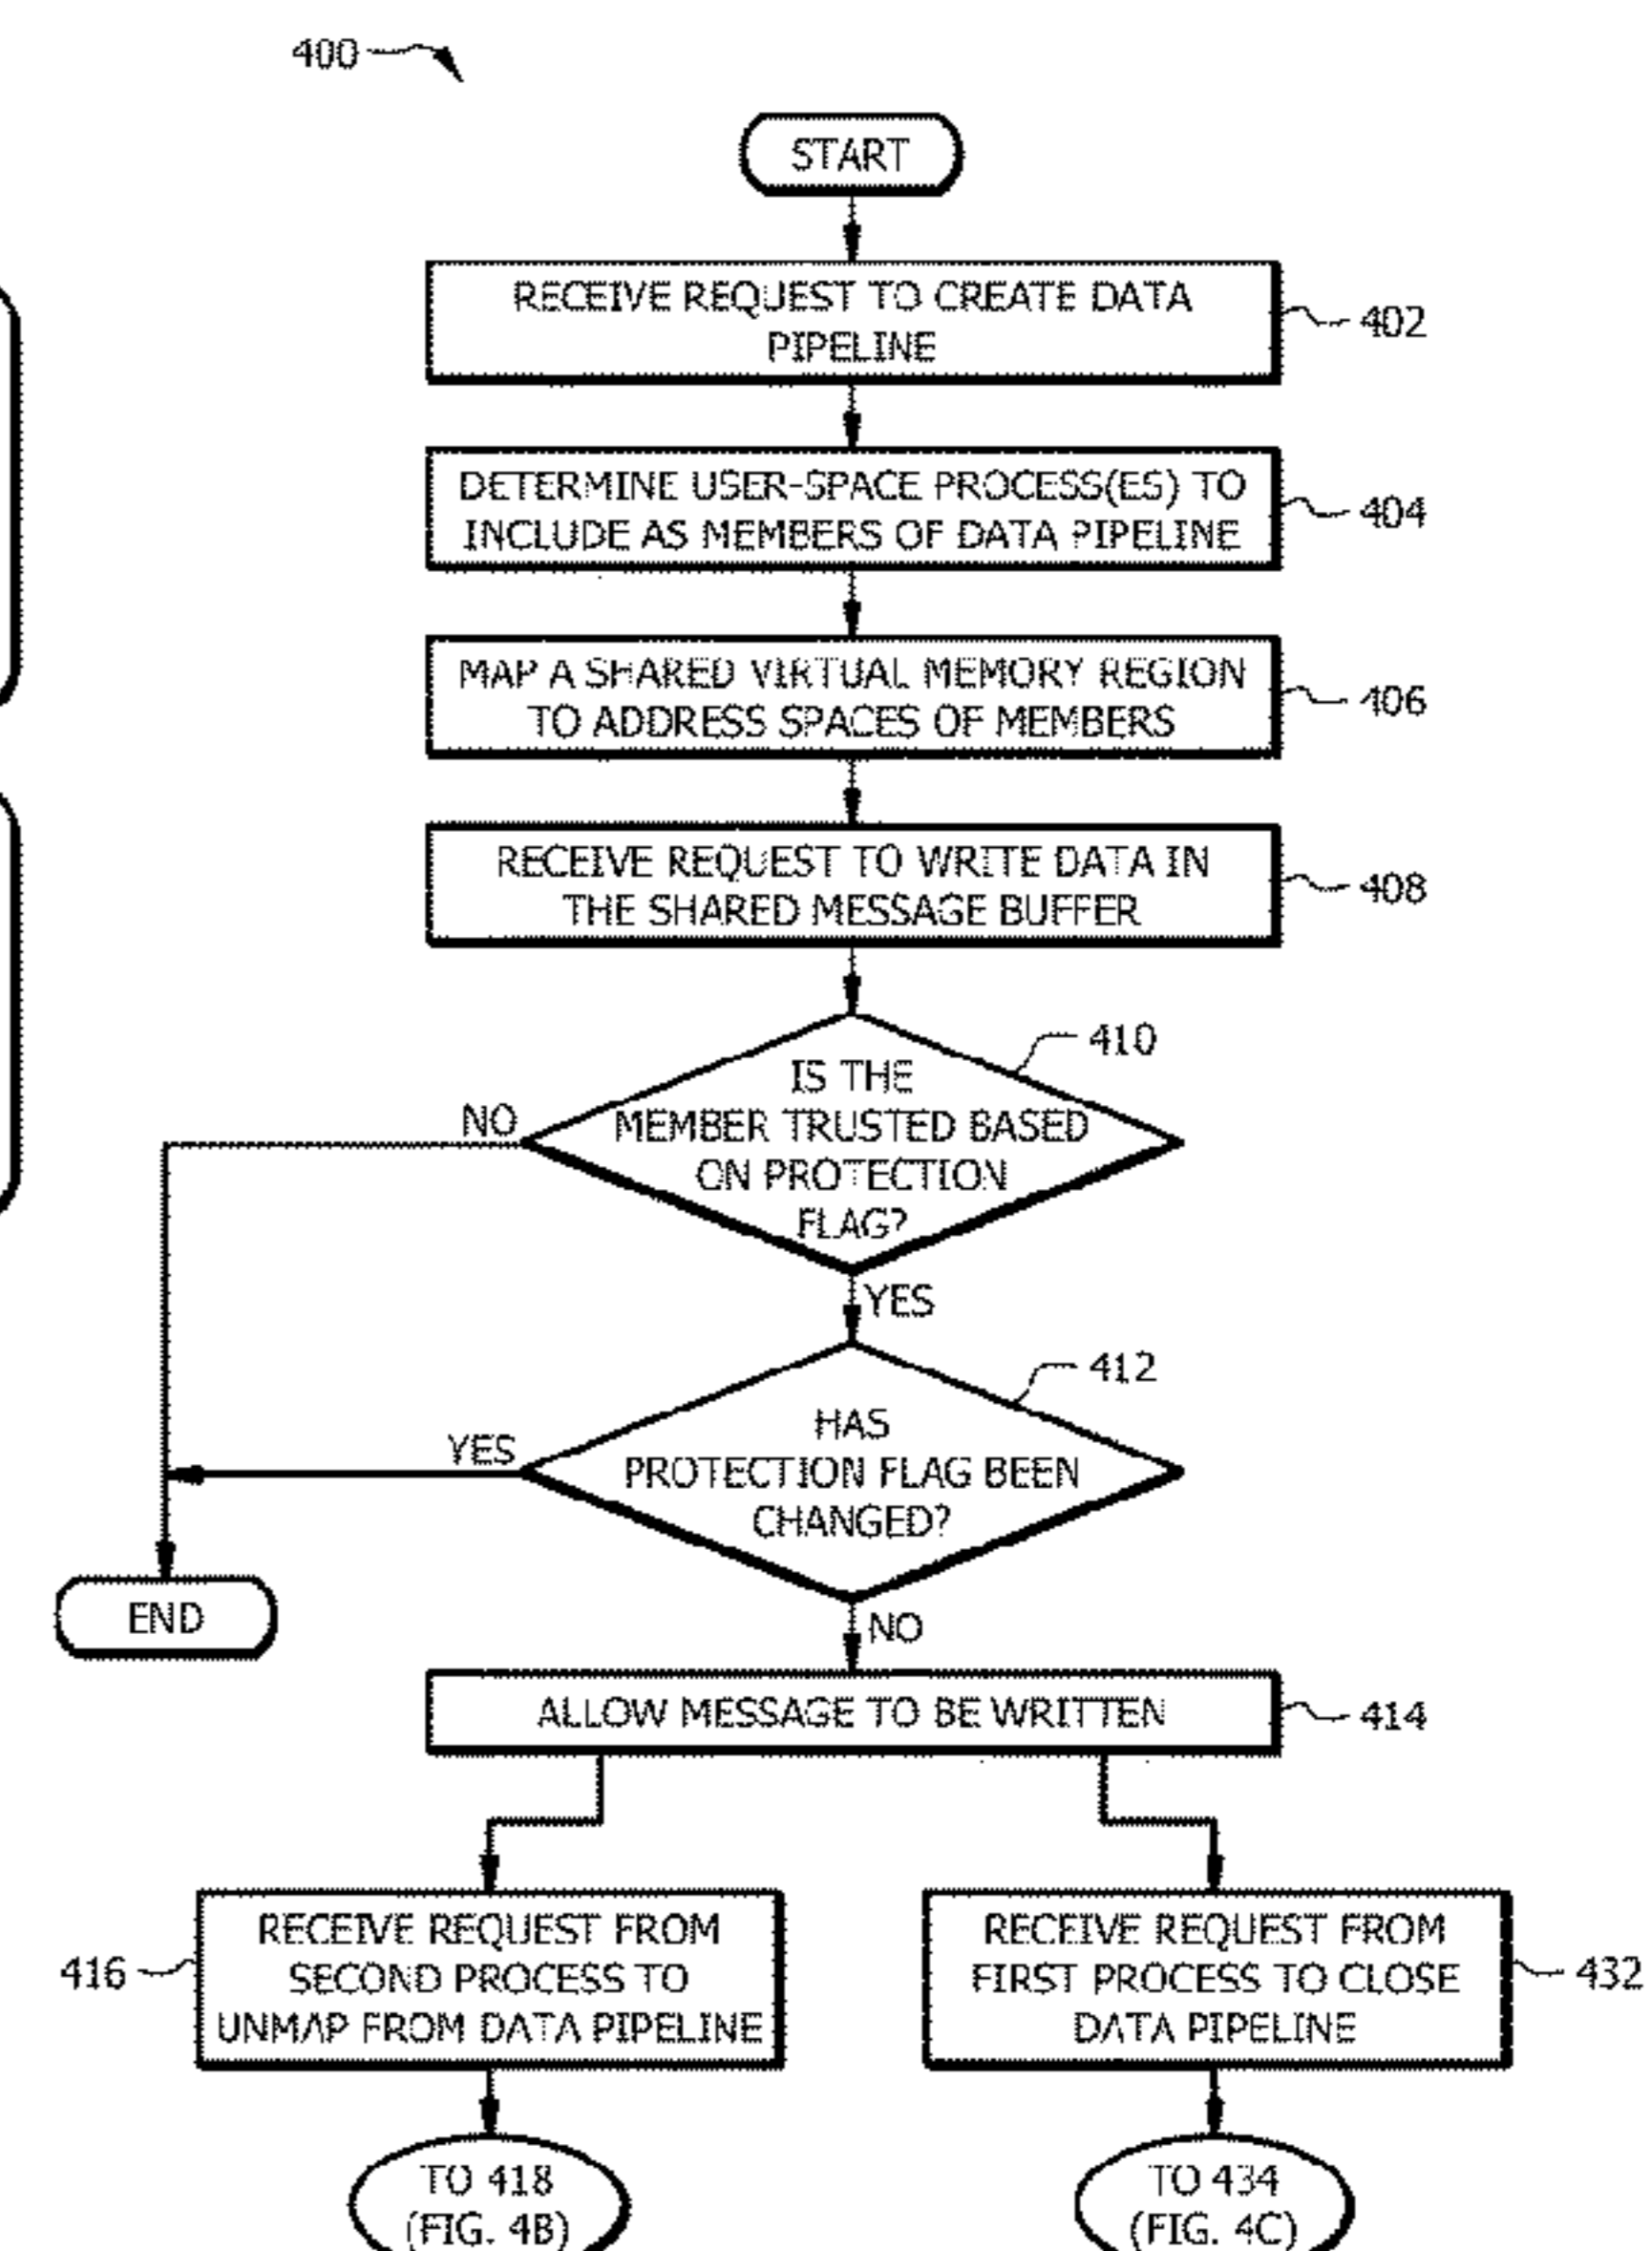 400
START
RECEIVE REQUEST TO CREATE DATA
PIPELINE
402
DETERMINE USER-SPACE PROCESS(ES) TO
INCLUDE AS MEMBERS OF DATA PIPELINE
404
MAP A SHARED VIRTUAL MEMORY REGION
TO ADDRESS SPACES OF MEMBERS
406
RECEIVE REQUEST TO WRITE DATA IN
THE SHARED MESSAGE BUFFER
408
410
IS THE
MEMBER TRUSTED BASED
ON PROTECTION
FLAG?
NO
YES
412
HAS
PROTECTION FLAG BEEN
CHANGED?
YES
END
NO
ALLOW MESSAGE TO BE WRITTEN
414
RECEIVE REQUEST FROM
SECOND PROCESS TO
UNMAP FROM DATA PIPELINE
416
RECEIVE REQUEST FROM
FIRST PROCESS TO CLOSE
DATA PIPELINE
432
TO 418
(FIG. 4B)
TO 434
(FIG. 4C)